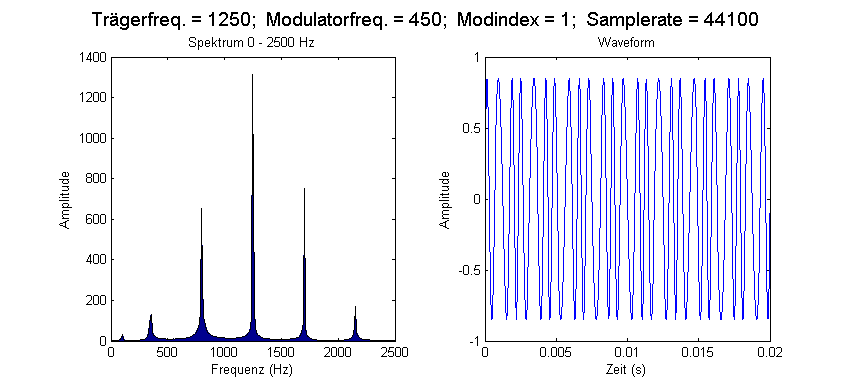 Trägerfreq. = 1250;  Modulatorfreq. = 450;  Modindex = 1;  Samplerate = 44100
Spektrum 0 - 2500 Hz
1400
1200
1000
800
600
400
200
0
Amplitude
0 500 1000 1500 2000 2500
Frequenz (Hz)
Waveform
1
0.5
0
-0.5
-1
Amplitude
0 0.005 0.01 0.015 0.02
Zeit (s)